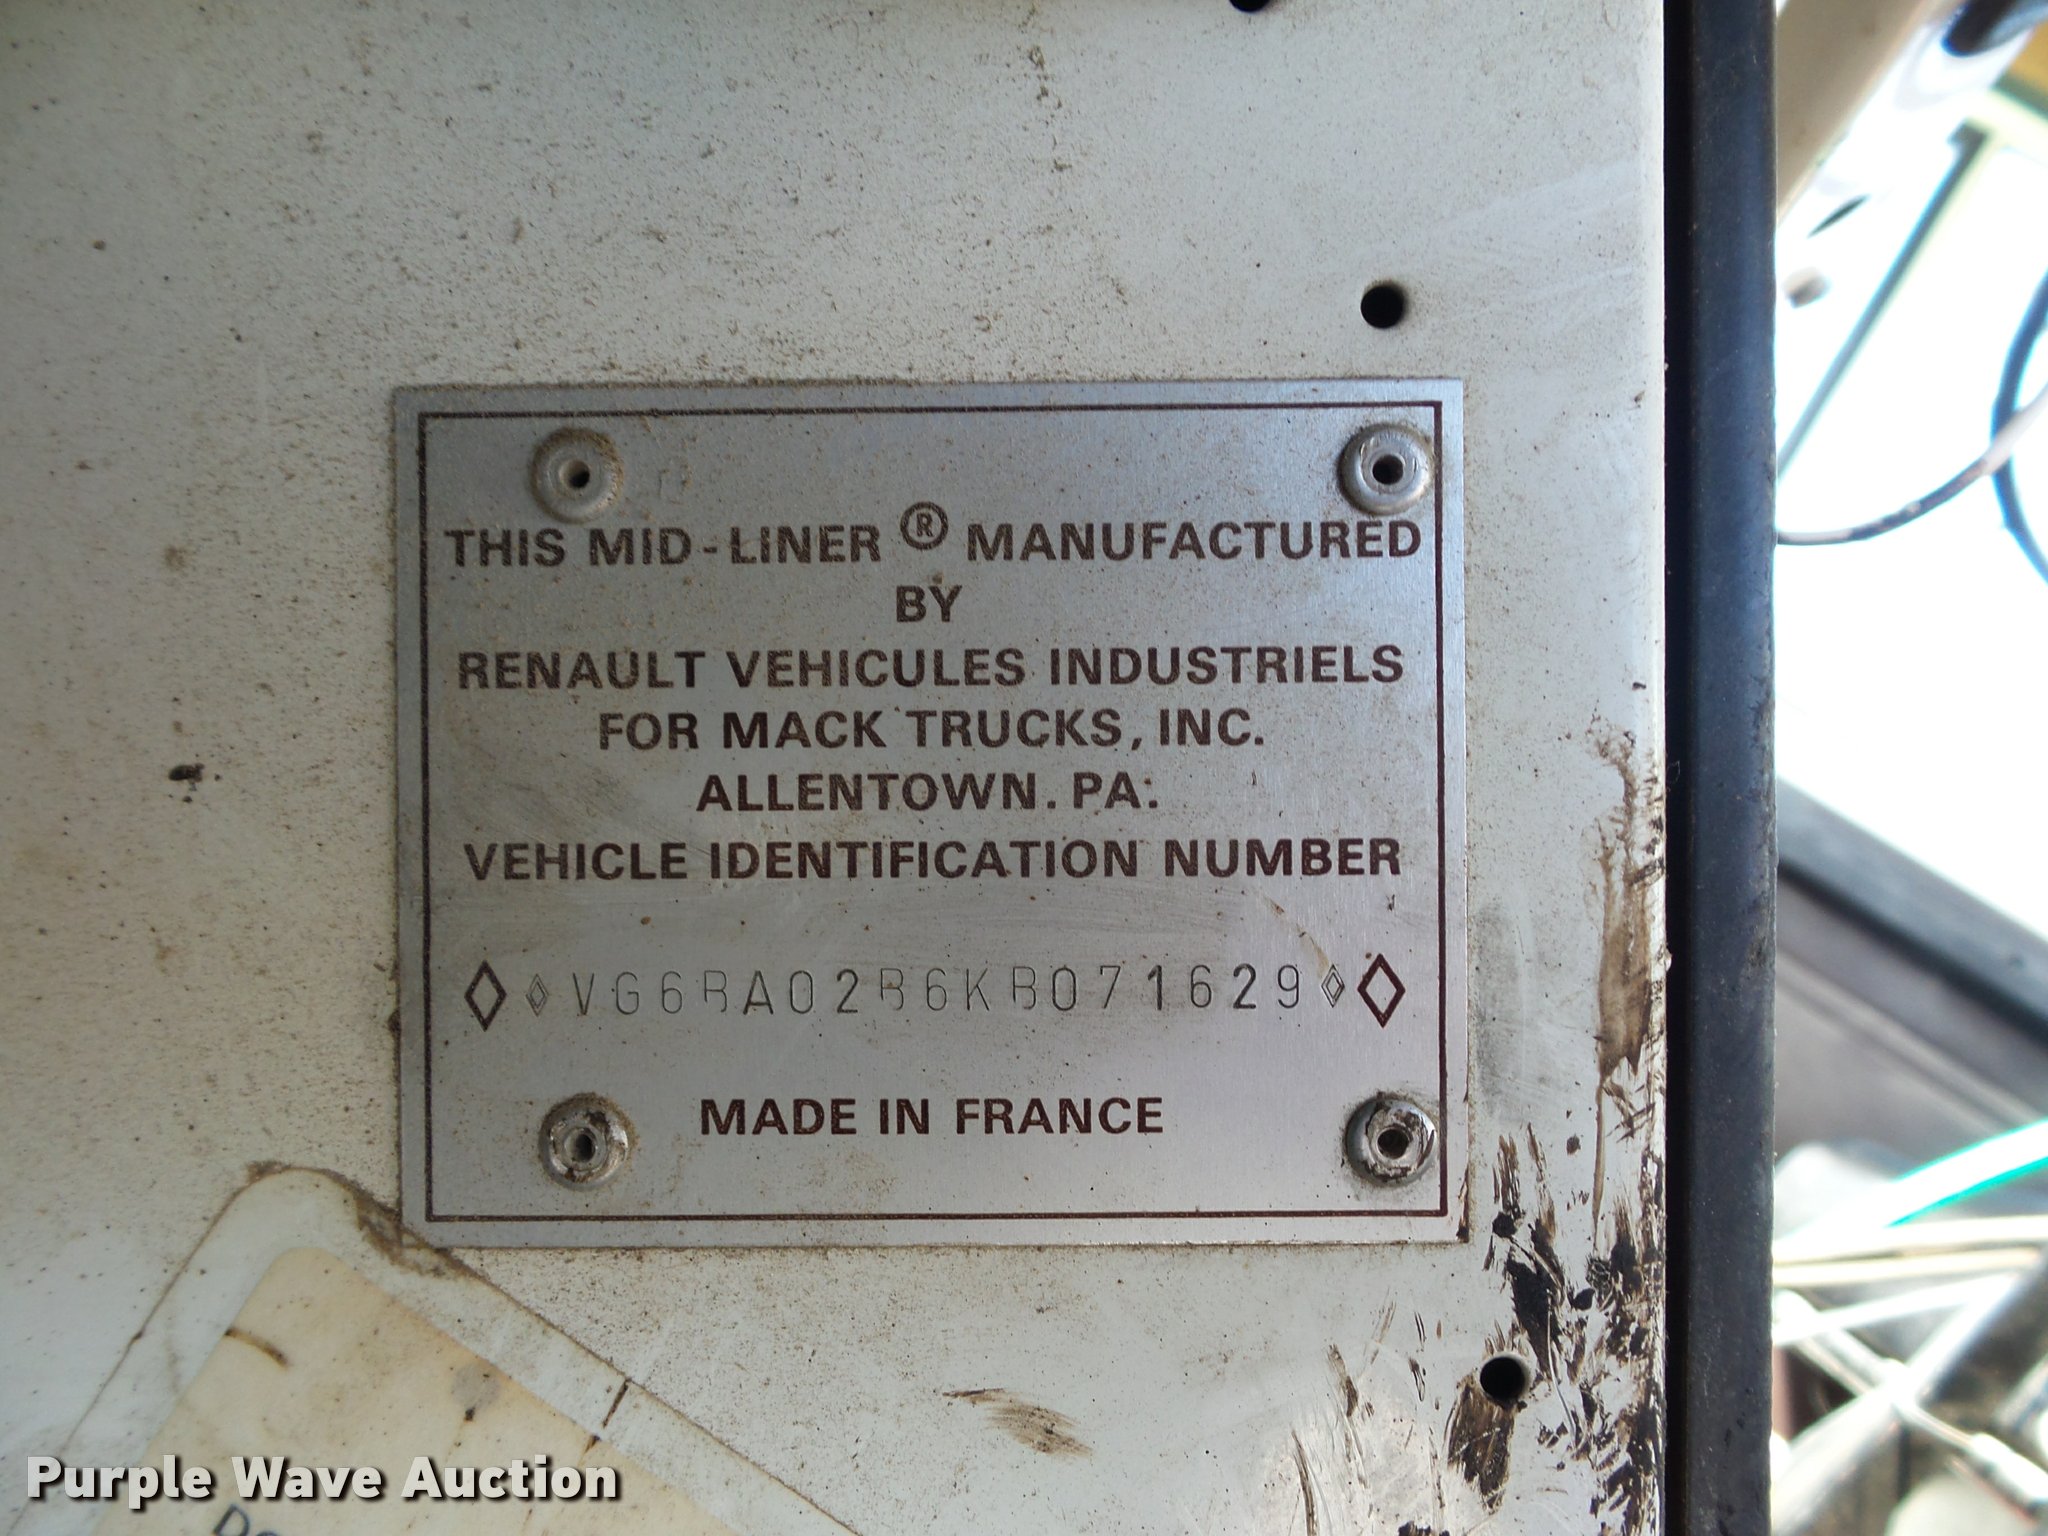 THIS MID-LINER ® MANUFACTURED
BY
RENAULT VEHICULES INDUSTRIELS
FOR MACK TRUCKS, INC.
ALLENTOWN. PA.
VEHICLE IDENTIFICATION NUMBER
VG6BA02B6KB071629
MADE IN FRANCE
Purple Wave Auction